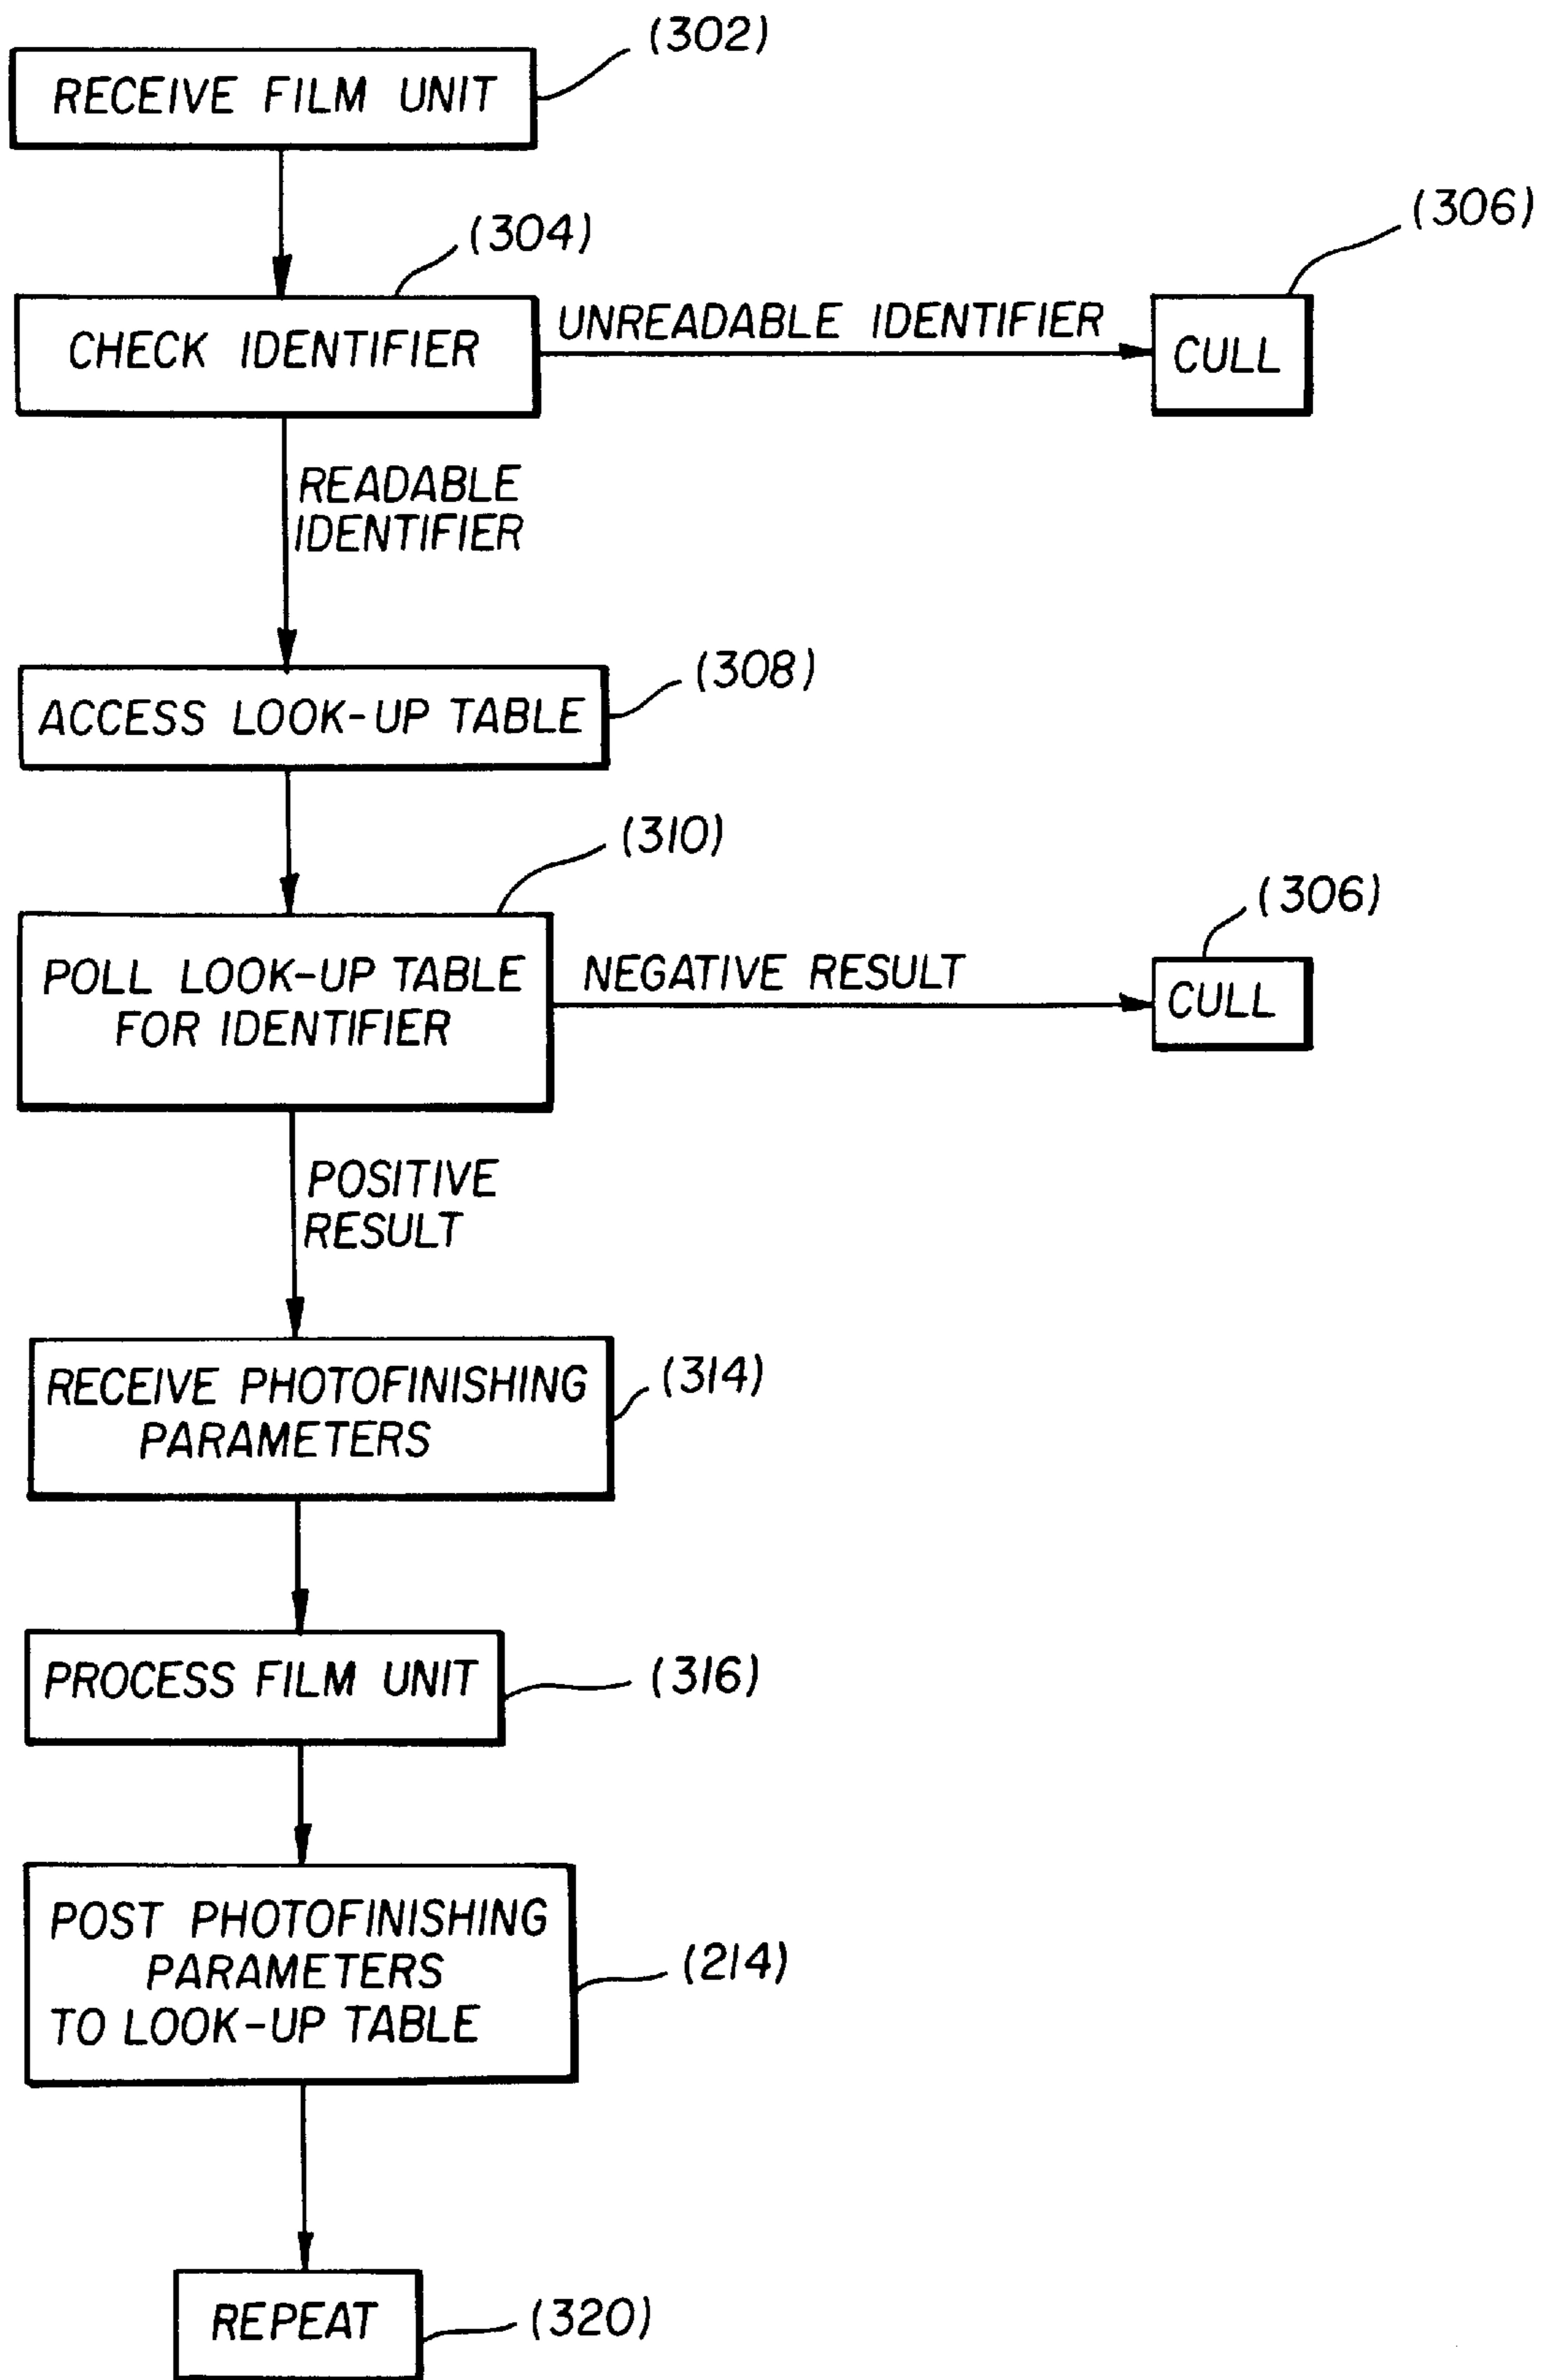 (302)
RECEIVE FILM UNIT
(304)
(306)
CHECK IDENTIFIER
UNREADABLE IDENTIFIER
CULL
READABLE
IDENTIFIER
(308)
ACCESS LOOK-UP TABLE
(310)
(306)
POLL LOOK-UP TABLE
FOR IDENTIFIER
NEGATIVE RESULT
CULL
POSITIVE
RESULT
(314)
RECEIVE PHOTOFINISHING
PARAMETERS
PROCESS FILM UNIT
(316)
POST PHOTOFINISHING
PARAMETERS
TO LOOK-UP TABLE
(214)
REPEAT
(320)